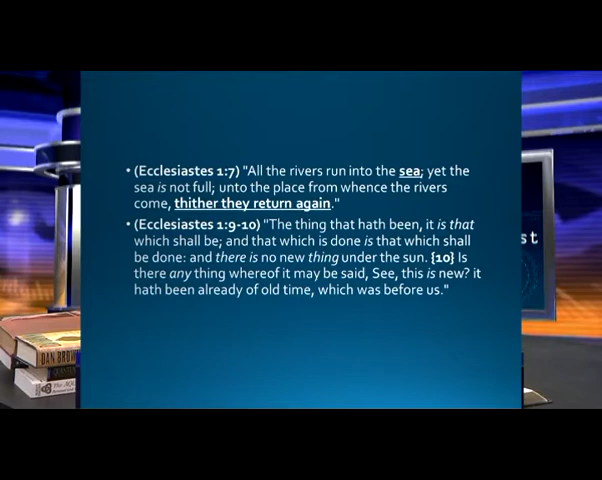 • (Ecclesiastes 1:7) "All the rivers run into the sea; yet the
sea is not full; unto the place from whence the rivers
come, thither they return again."
• (Ecclesiastes 1:9-10) "The thing that hath been, it is that
which shall be; and that which is done is that which shall
be done: and there is no new thing under the sun. {10} Is
there any thing whereof it may be said, See, this is new? it
hath been already of old time, which was before us."
st
DAN BROW
The